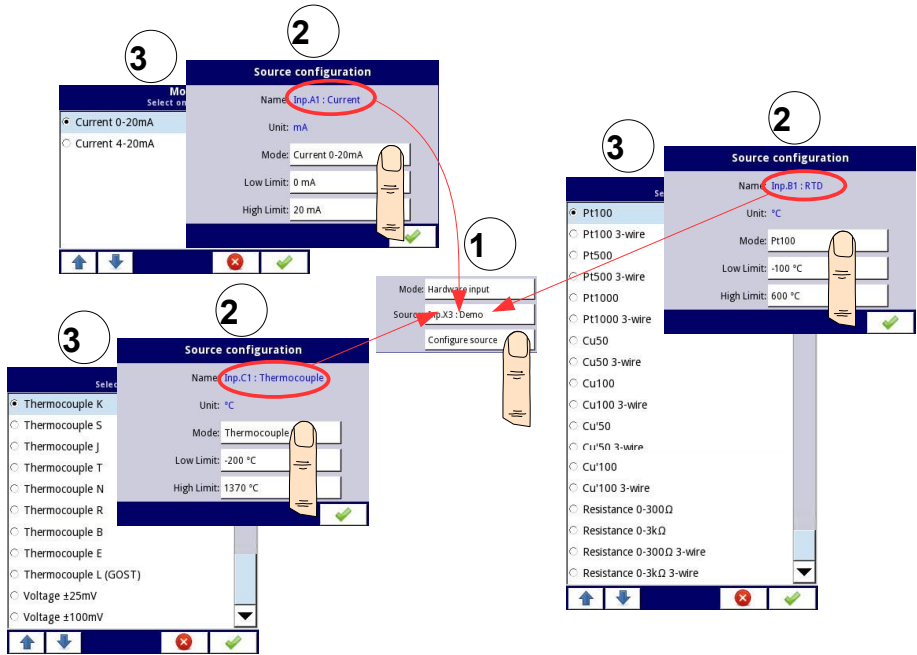 2
3
Source configuration
Mo
Select on
Name: Inp.A1 : Current
Current 0-20mA
Unit: mA
Current 4-20mA
Mode: Current 0-20mA
Low Limit: 0 mA
High Limit: 20 mA
2
3
Source configuration
Se
Name: Inp.B1 : RTD
Pt100
Unit: °C
Pt100 3-wire
Mode: Pt100
Pt500
Low Limit: -100 °C
Pt500 3-wire
High Limit: 600 °C
Pt1000
Pt1000 3-wire
Cu50
Cu50 3-wire
Cu100
Cu100 3-wire
Cu'50
Cu'50 3-wire
Cu'100
Cu'100 3-wire
Resistance 0-300Ω
Resistance 0-3kΩ
Resistance 0-300Ω 3-wire
Resistance 0-3kΩ 3-wire
1
Mode: Hardware input
Source: Inp.X3 : Demo
Configure source
2
3
Source configuration
Selec
Name: Inp.C1 : Thermocouple
Thermocouple K
Unit: °C
Thermocouple S
Mode: Thermocouple
Thermocouple J
Low Limit: -200 °C
Thermocouple T
High Limit: 1370 °C
Thermocouple N
Thermocouple R
Thermocouple B
Thermocouple E
Thermocouple L (GOST)
Voltage ±25mV
Voltage ±100mV